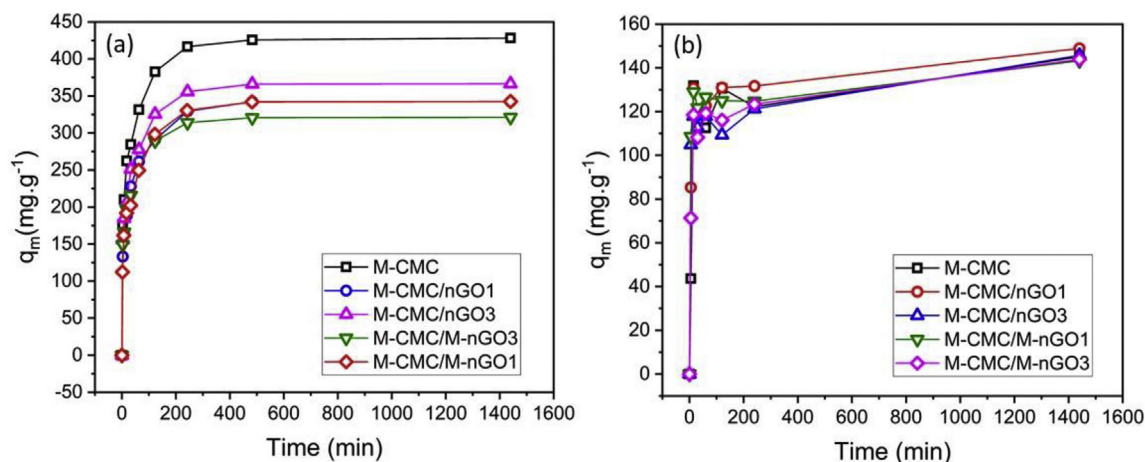 (a)
q_m(mg.g⁻¹)
450
400
350
300
250
200
150
100
50
0
-50
M-CMC
M-CMC/nGO1
M-CMC/nGO3
M-CMC/M-nGO3
M-CMC/M-nGO1
0 200 400 600 800 1000 1200 1400 1600
Time (min)
(b)
q_m (mg.g⁻¹)
160
140
120
100
80
60
40
20
0
M-CMC
M-CMC/nGO1
M-CMC/nGO3
M-CMC/M-nGO1
M-CMC/M-nGO3
0 200 400 600 800 1000 1200 1400 1600
Time (min)